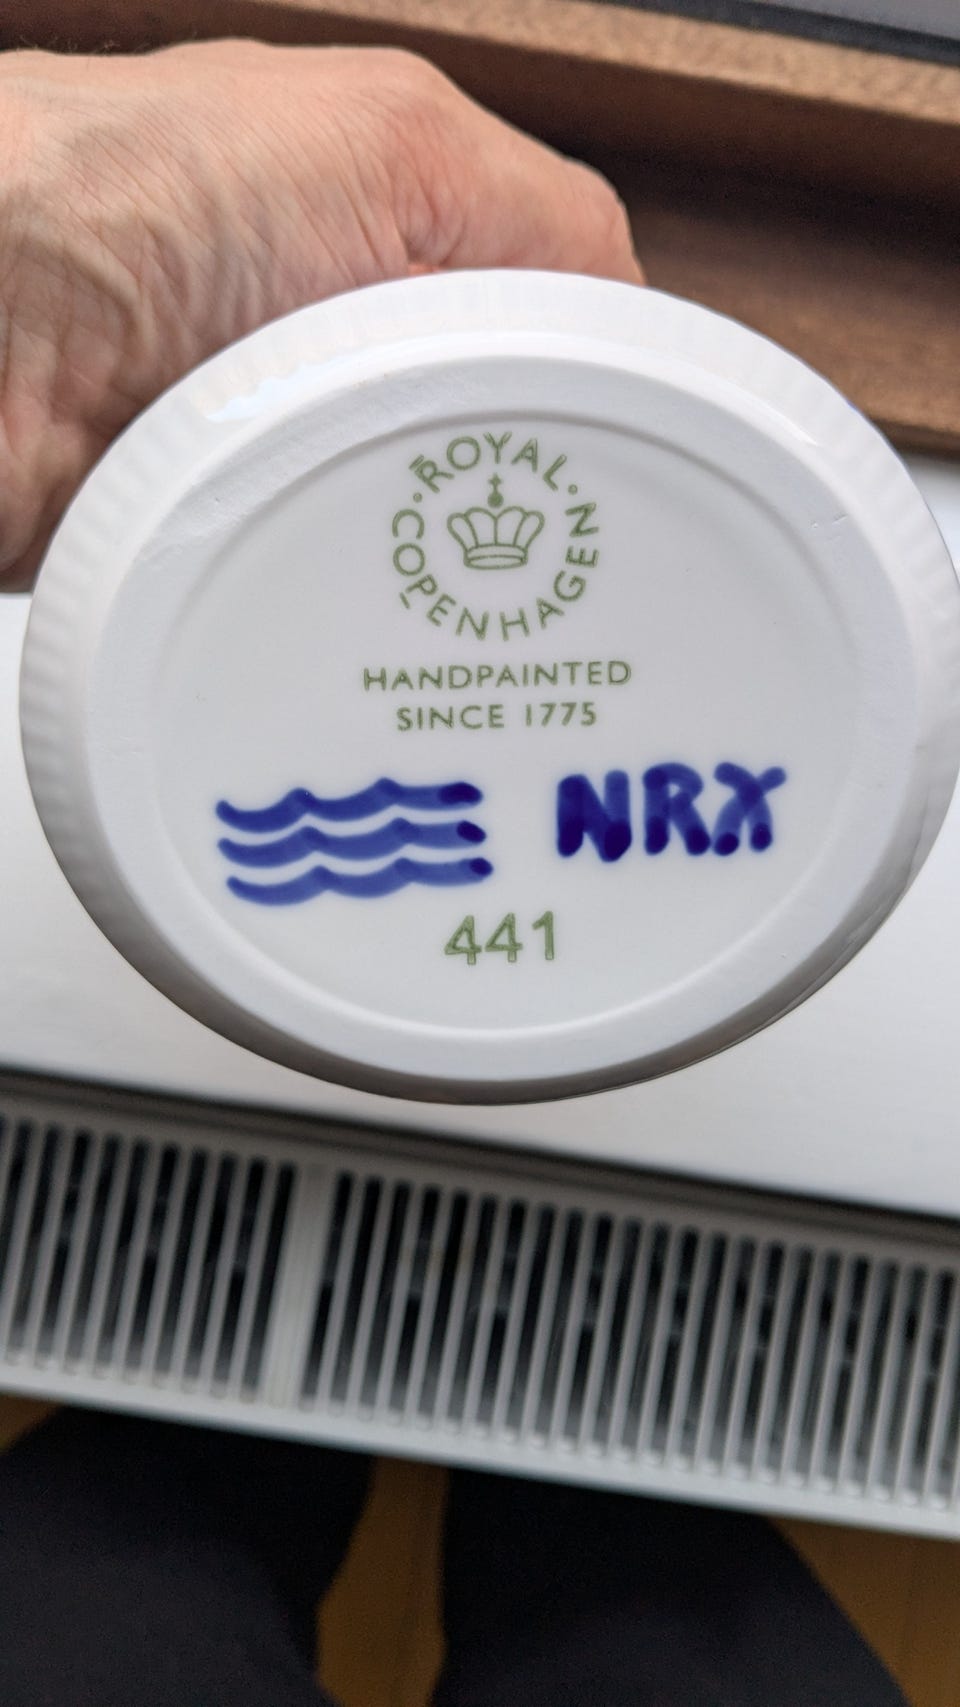 ROYAL COPENHAGEN
HANDPAINTED
SINCE 1775
NRX
441